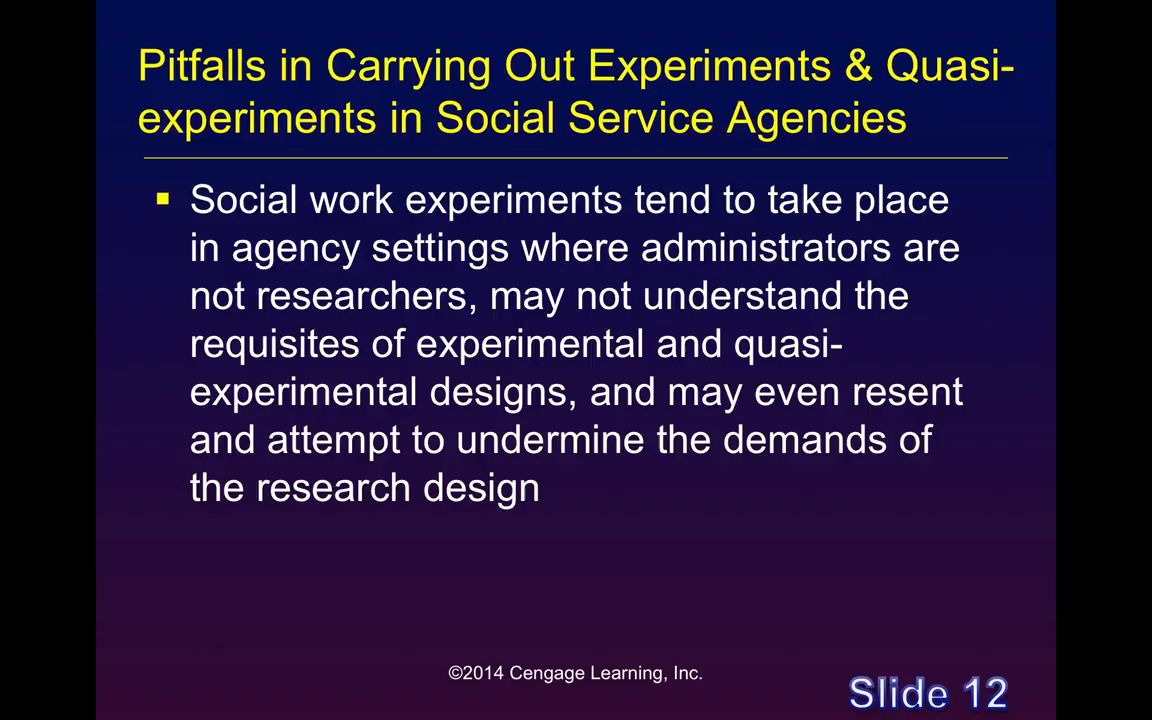 Pitfalls in Carrying Out Experiments & Quasi-
experiments in Social Service Agencies
▪ Social work experiments tend to take place
in agency settings where administrators are
not researchers, may not understand the
requisites of experimental and quasi-
experimental designs, and may even resent
and attempt to undermine the demands of
the research design
©2014 Cengage Learning, Inc.
Slide 12